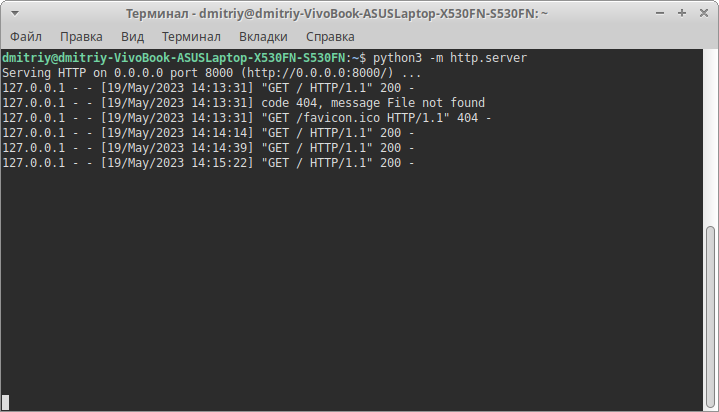 Терминал - dmitriy@dmitriy-VivoBook-ASUSLaptop-X530FN-S530FN: ~
Файл Правка Вид Терминал Вкладки Справка
dmitriy@dmitriy-VivoBook-ASUSLaptop-X530FN-S530FN:~$ python3 -m http.server
Serving HTTP on 0.0.0.0 port 8000 (http://0.0.0.0:8000/) ...
127.0.0.1 - - [19/May/2023 14:13:31] "GET / HTTP/1.1" 200 -
127.0.0.1 - - [19/May/2023 14:13:31] code 404, message File not found
127.0.0.1 - - [19/May/2023 14:13:31] "GET /favicon.ico HTTP/1.1" 404 -
127.0.0.1 - - [19/May/2023 14:14:14] "GET / HTTP/1.1" 200 -
127.0.0.1 - - [19/May/2023 14:14:39] "GET / HTTP/1.1" 200 -
127.0.0.1 - - [19/May/2023 14:15:22] "GET / HTTP/1.1" 200 -